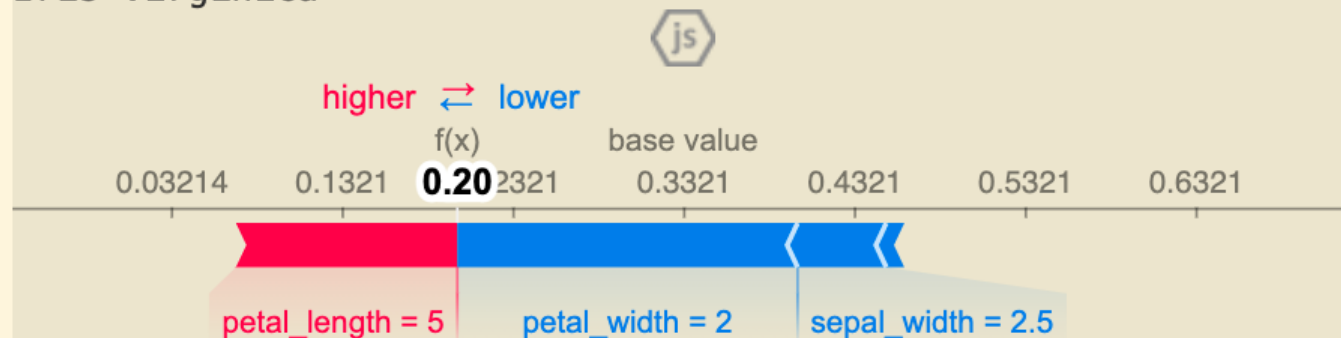 js
higher lower
f(x) base value
0.03214 0.1321 0.20 2321 0.3321 0.4321 0.5321 0.6321
petal_length = 5 petal_width = 2 sepal_width = 2.5